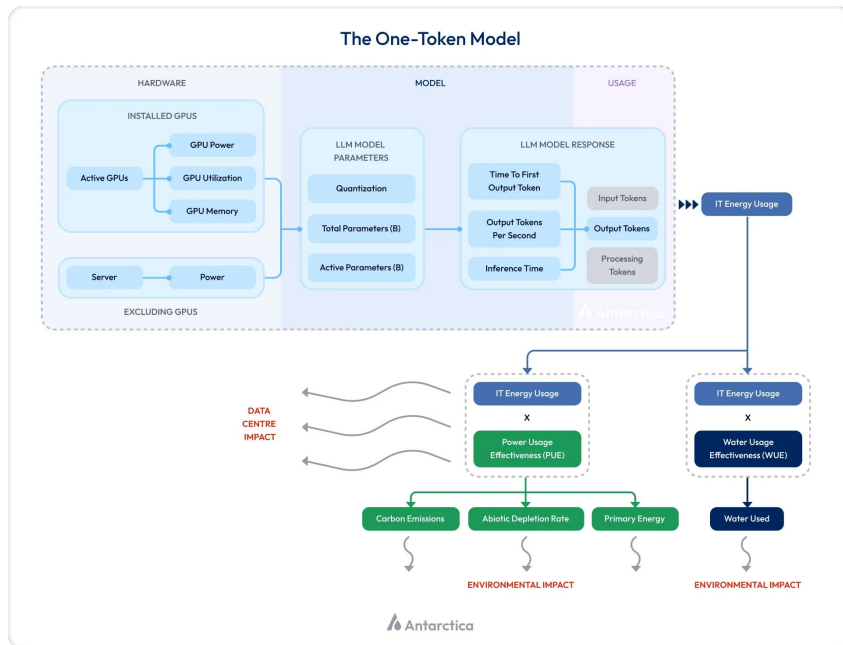 The One-Token Model
HARDWARE
MODEL
USAGE
INSTALLED GPUS
Active GPUs
GPU Power
GPU Utilization
GPU Memory
Server
Power
EXCLUDING GPUS
LLM MODEL
PARAMETERS
Quantization
Total Parameters (B)
Active Parameters (B)
LLM MODEL RESPONSE
Time To First
Output Token
Output Tokens
Per Second
Inference Time
Input Tokens
Output Tokens
Processing
Tokens
Antarctica
IT Energy Usage
DATA
CENTRE
IMPACT
IT Energy Usage
x
Power Usage
Effectiveness (PUE)
IT Energy Usage
x
Water Usage
Effectiveness (WUE)
Carbon Emissions
Abiotic Depletion Rate
Primary Energy
Water Used
ENVIRONMENTAL IMPACT
ENVIRONMENTAL IMPACT
Antarctica